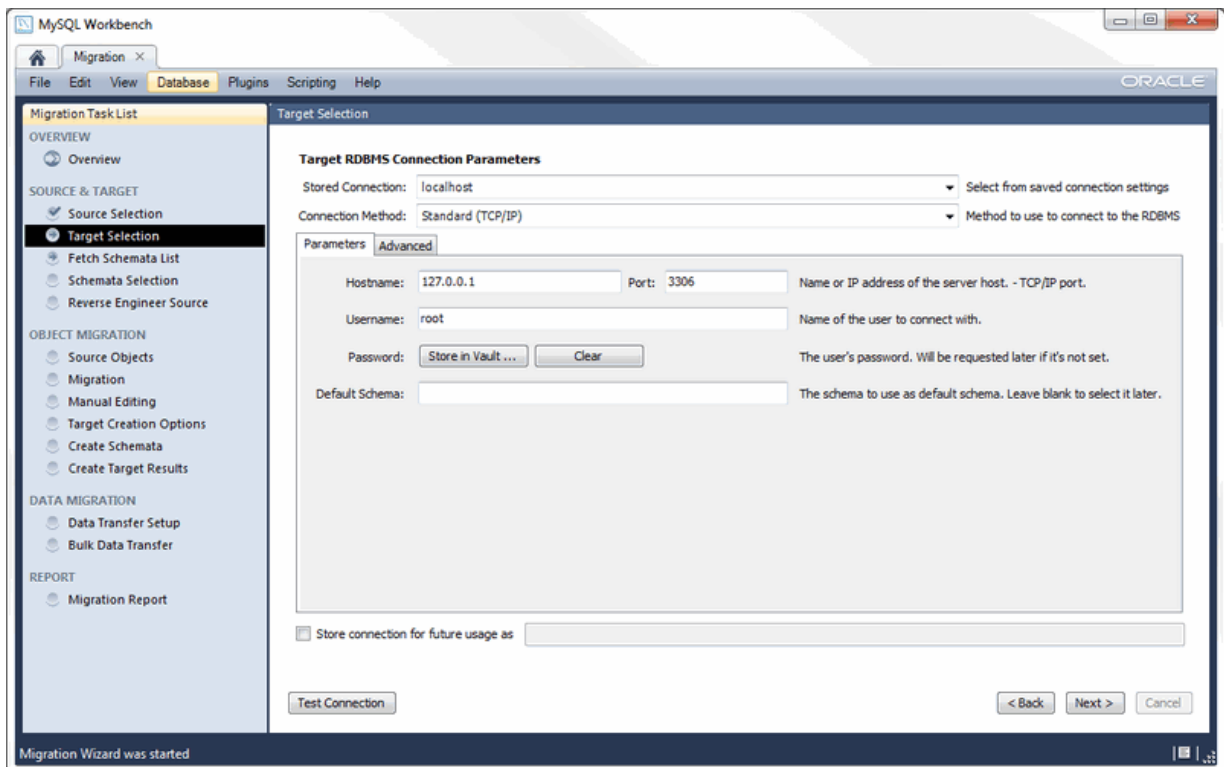 MySQL Workbench
Migration ×
File Edit View Database Plugins Scripting Help ORACLE
Migration Task List
OVERVIEW
Overview
SOURCE & TARGET
Source Selection
Target Selection
Fetch Schemata List
Schemata Selection
Reverse Engineer Source
OBJECT MIGRATION
Source Objects
Migration
Manual Editing
Target Creation Options
Create Schemata
Create Target Results
DATA MIGRATION
Data Transfer Setup
Bulk Data Transfer
REPORT
Migration Report
Target Selection
Target RDBMS Connection Parameters
Stored Connection: localhost Select from saved connection settings
Connection Method: Standard (TCP/IP) Method to use to connect to the RDBMS
Parameters Advanced
Hostname: 127.0.0.1 Port: 3306 Name or IP address of the server host. - TCP/IP port.
Username: root Name of the user to connect with.
Password: Store in Vault ... Clear The user's password. Will be requested later if it's not set.
Default Schema: The schema to use as default schema. Leave blank to select it later.
Store connection for future usage as
Test Connection < Back Next > Cancel
Migration Wizard was started